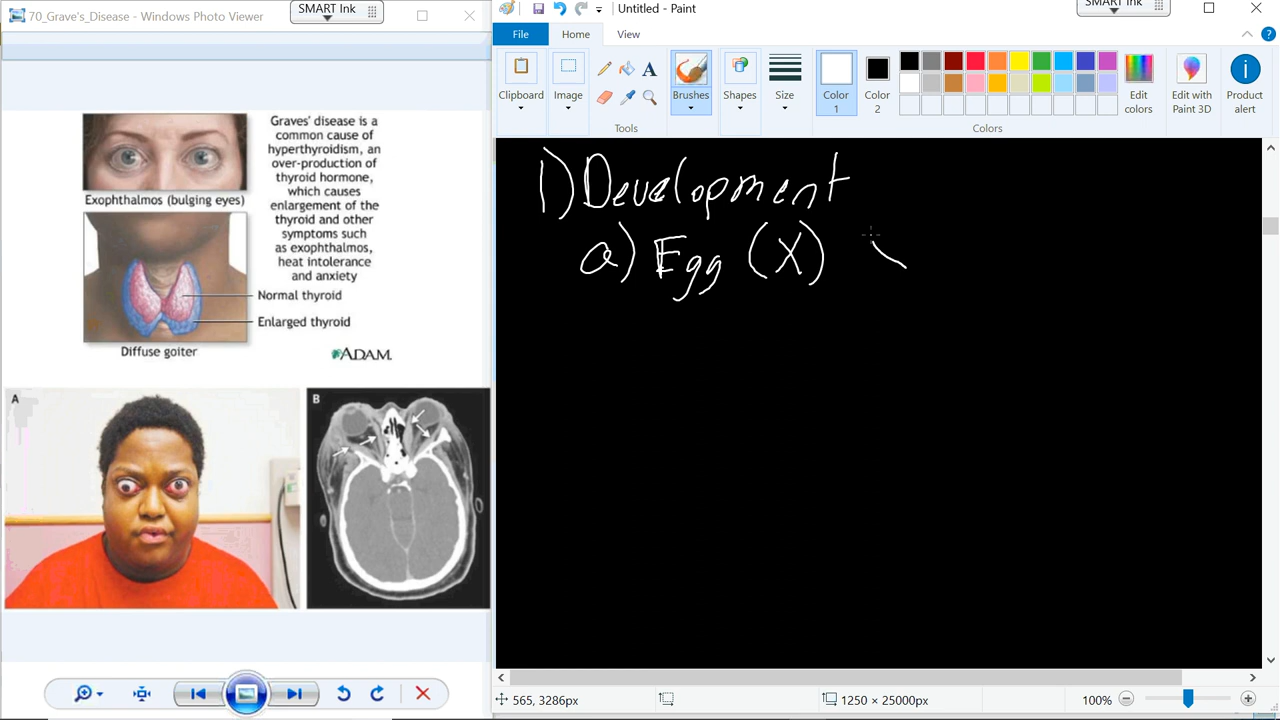 70_Grave's_Disease - Windows Photo Viewer
SMART Ink
Untitled - Paint
SMART Ink
File
Home
View
Clipboard
Image
Tools
Brushes
Shapes
Size
Color 1
Color 2
Colors
Edit colors
Edit with Paint 3D
Product alert
Graves' disease is a
common cause of
hyperthyroidism, an
over-production of
thyroid hormone,
which causes
enlargement of the
thyroid and other
symptoms such
as exophthalmos,
heat intolerance
and anxiety
Exophthalmos (bulging eyes)
Normal thyroid
Enlarged thyroid
Diffuse goiter
ADAM.
A
B
1) Development
a) Egg (X)
565, 3286px
1250 × 25000px
100%